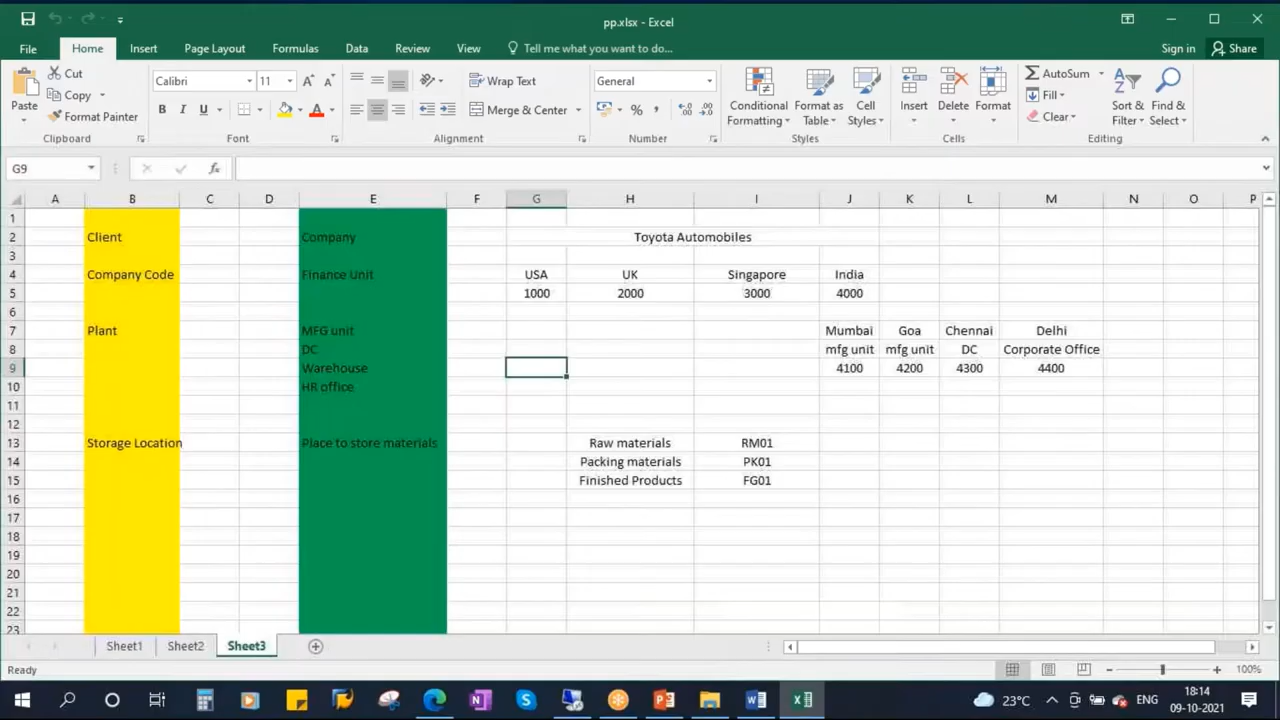 pp.xlsx - Excel
File Home Insert Page Layout Formulas Data Review View Tell me what you want to do... Sign in Share
Paste Cut Copy Format Painter Clipboard
Calibri 11 B I U A Font
Wrap Text Merge & Center Alignment
General % , Number
Conditional Formatting Format as Table Cell Styles Styles
Insert Delete Format Cells
AutoSum Fill Clear Sort & Filter Find & Select Editing
G9 fx
A B C D E F G H I J K L M N O P
1
2 Client Company Toyota Automobiles
3
4 Company Code Finance Unit USA UK Singapore India
5 1000 2000 3000 4000
6
7 Plant MFG unit Mumbai Goa Chennai Delhi
8 DC mfg unit mfg unit DC Corporate Office
9 Warehouse 4100 4200 4300 4400
10 HR office
11
12
13 Storage Location Place to store materials Raw materials RM01
14 Packing materials PK01
15 Finished Products FG01
16
17
18
19
20
21
22
23
Sheet1 Sheet2 Sheet3
Ready 100%
23°C ENG 18:14
09-10-2021